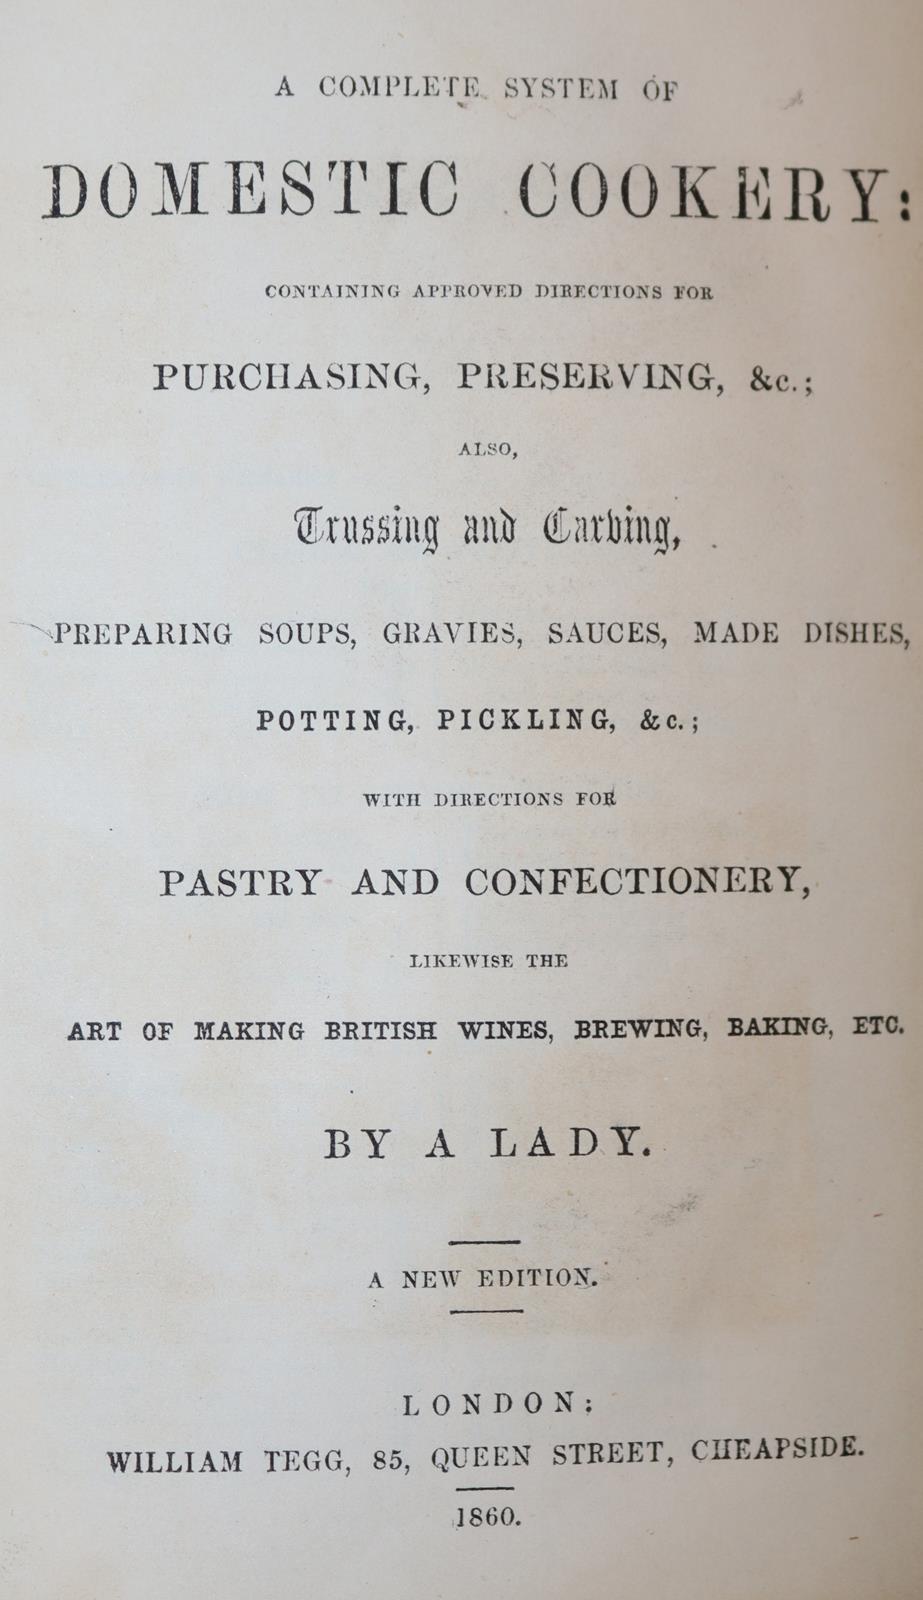 A COMPLETE SYSTEM OF
DOMESTIC COOKERY:
CONTAINING APPROVED DIRECTIONS FOR
PURCHASING, PRESERVING, &c.;
ALSO,
Trussing and Carving,
PREPARING SOUPS, GRAVIES, SAUCES, MADE DISHES,
POTTING, PICKLING, &c.;
WITH DIRECTIONS FOR
PASTRY AND CONFECTIONERY,
LIKEWISE THE
ART OF MAKING BRITISH WINES, BREWING, BAKING, ETC.
BY A LADY.
A NEW EDITION.
LONDON:
WILLIAM TEGG, 85, QUEEN STREET, CHEAPSIDE.
1860.